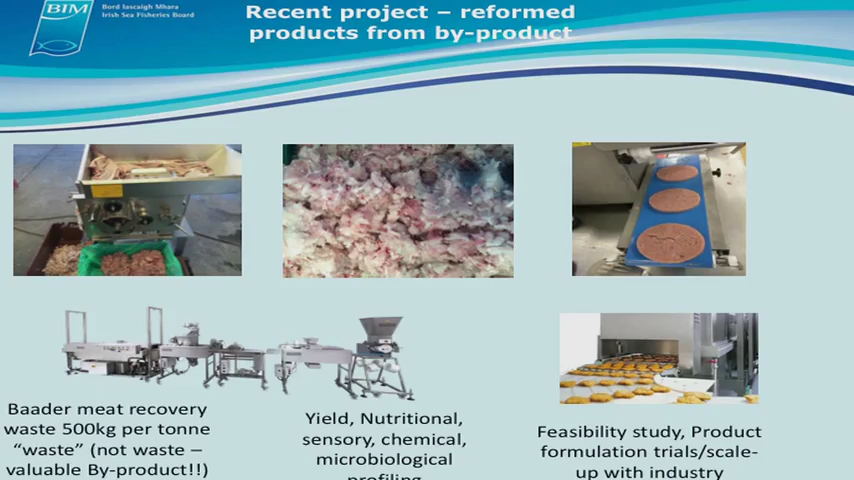 BIM
Bord Iascaigh Mhara
Irish Sea Fisheries Board
Recent project – reformed
products from by-product
Baader meat recovery
waste 500kg per tonne
“waste” (not waste –
valuable By-product!!)
Yield, Nutritional,
sensory, chemical,
microbiological
profiling
Feasibility study, Product
formulation trials/scale-
up with industry